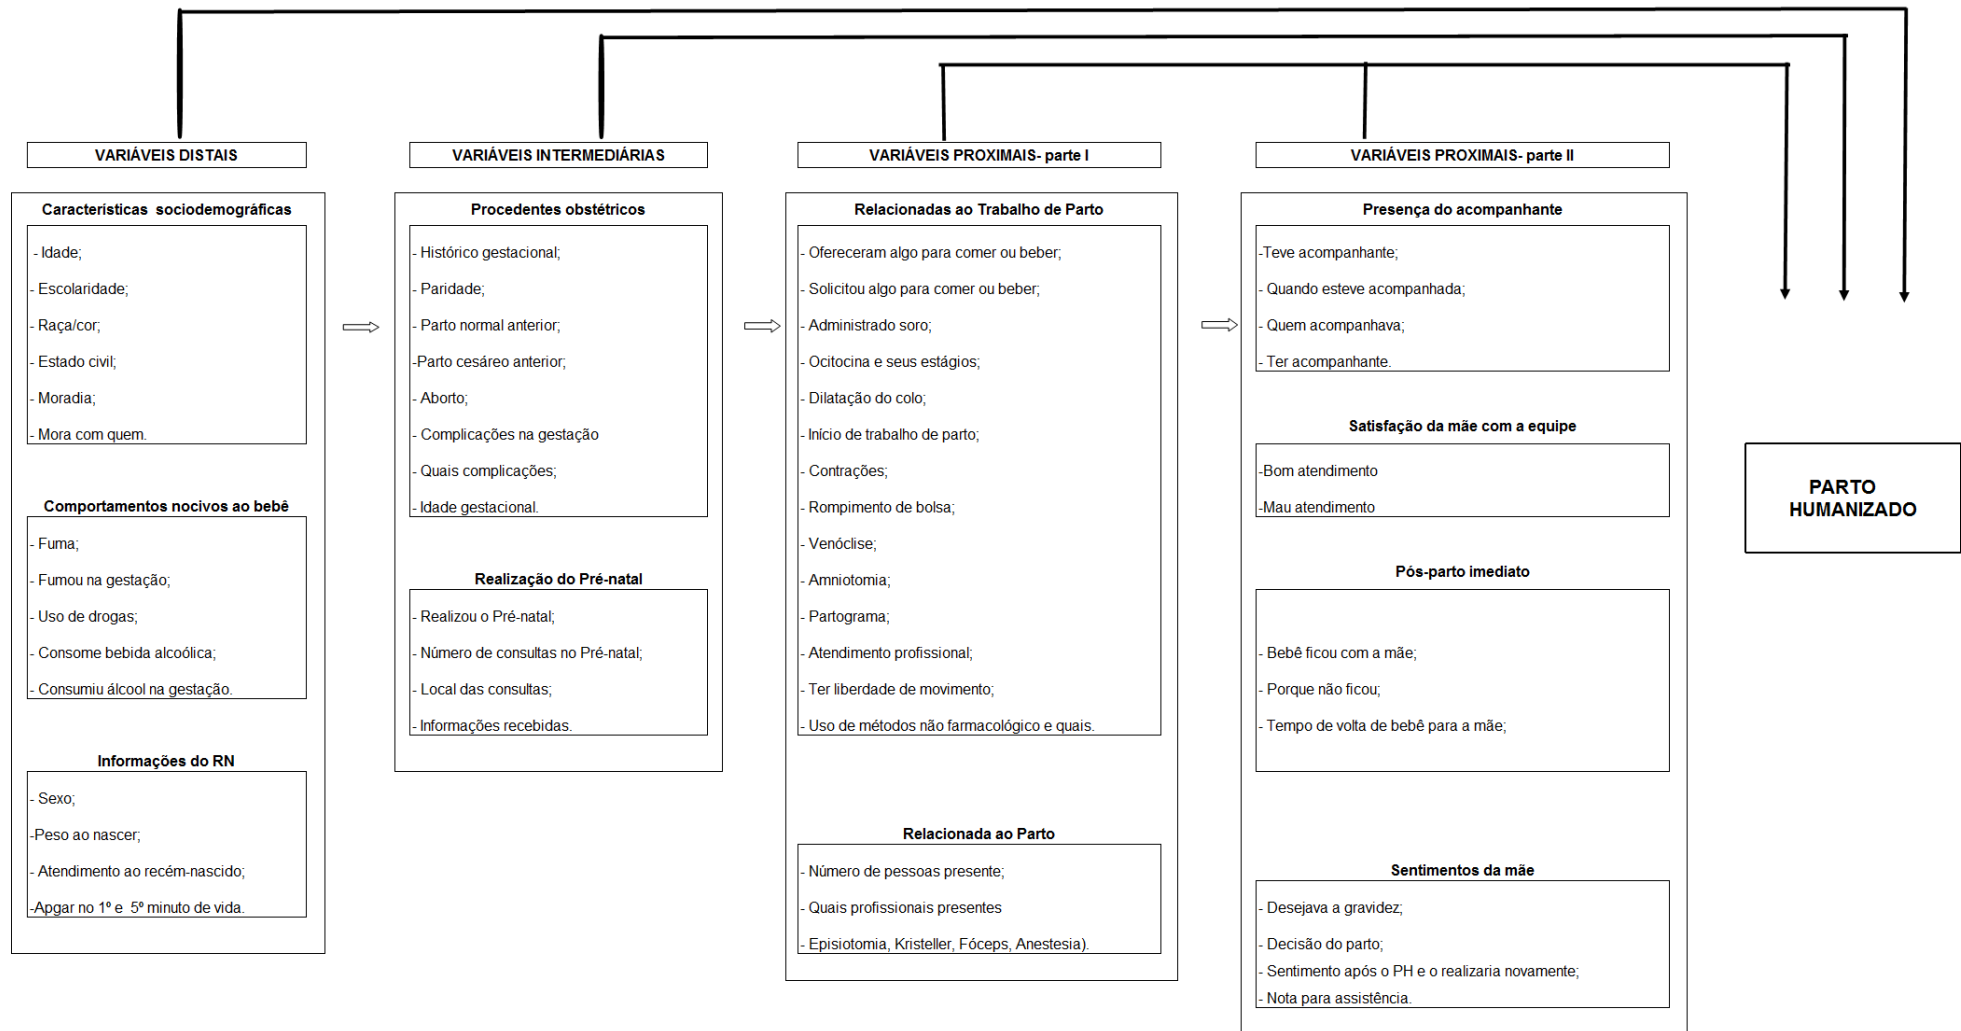 VARIÁVEIS DISTAIS
Características sociodemográficas
- Idade;
- Escolaridade;
- Raça/cor;
- Estado civil;
- Moradia;
- Mora com quem.
Comportamentos nocivos ao bebê
- Fuma;
- Fumou na gestação;
- Uso de drogas;
- Consome bebida alcoólica;
- Consumiu álcool na gestação.
Informações do RN
- Sexo;
-Peso ao nascer;
- Atendimento ao recém-nascido;
-Apgar no 1º e 5º minuto de vida.
VARIÁVEIS INTERMEDIÁRIAS
Procedentes obstétricos
- Histórico gestacional;
- Paridade;
- Parto normal anterior;
-Parto cesáreo anterior;
- Aborto;
- Complicações na gestação
- Quais complicações;
- Idade gestacional.
Realização do Pré-natal
- Realizou o Pré-natal;
- Número de consultas no Pré-natal;
- Local das consultas;
- Informações recebidas.
VARIÁVEIS PROXIMAIS- parte I
Relacionadas ao Trabalho de Parto
- Ofereceram algo para comer ou beber;
- Solicitou algo para comer ou beber;
- Administrado soro;
- Ocitocina e seus estágios;
- Dilatação do colo;
- Início de trabalho de parto;
- Contrações;
- Rompimento de bolsa;
- Venóclise;
- Amniotomia;
- Partograma;
- Atendimento profissional;
- Ter liberdade de movimento;
- Uso de métodos não farmacológico e quais.
Relacionada ao Parto
- Número de pessoas presente;
- Quais profissionais presentes
- Episiotomia, Kristeller, Fóceps, Anestesia).
VARIÁVEIS PROXIMAIS- parte II
Presença do acompanhante
-Teve acompanhante;
- Quando esteve acompanhada;
- Quem acompanhava;
- Ter acompanhante.
Satisfação da mãe com a equipe
-Bom atendimento
-Mau atendimento
Pós-parto imediato
- Bebê ficou com a mãe;
- Porque não ficou;
- Tempo de volta de bebê para a mãe;
Sentimentos da mãe
- Desejava a gravidez;
- Decisão do parto;
- Sentimento após o PH e o realizaria novamente;
- Nota para assistência.
PARTO
HUMANIZADO